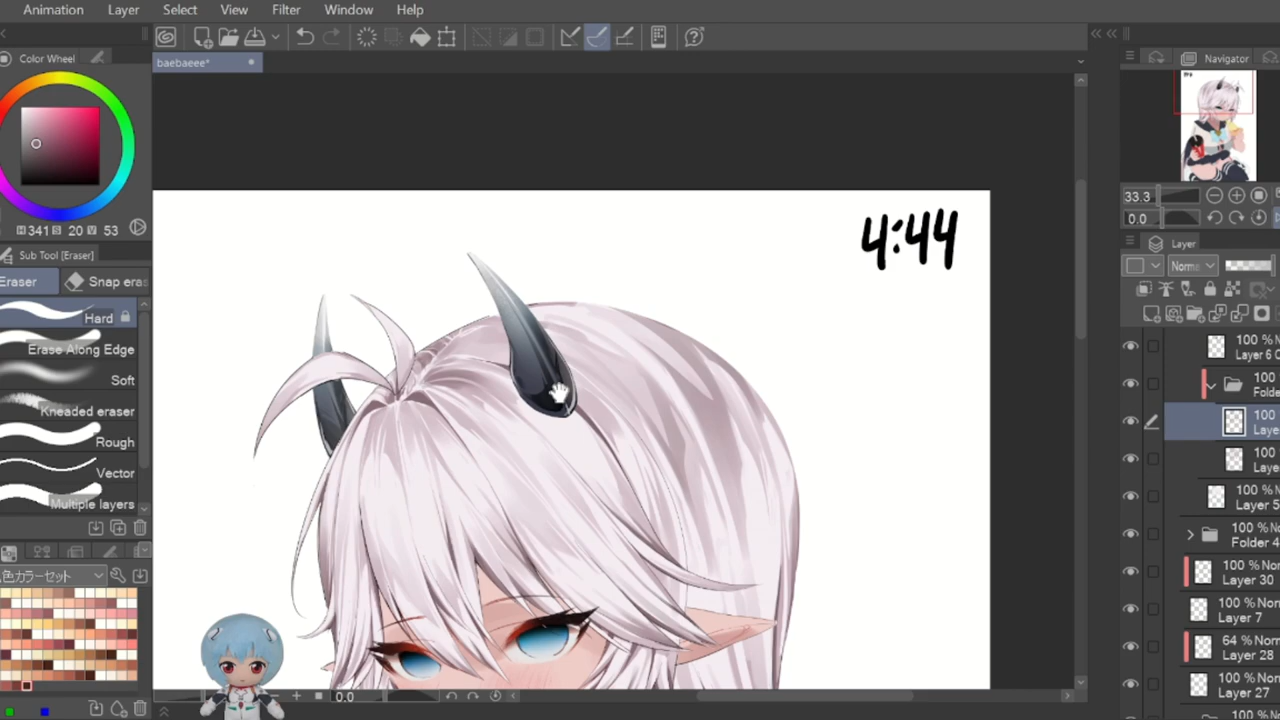 Animation Layer Select View Filter Window Help
Color Wheel
baebaeee*
Navigator
33.3
0.0
H 341 S 20 V 53
Sub Tool [Eraser]
Eraser Snap eras
Hard
Erase Along Edge
Soft
Kneaded eraser
Rough
Vector
Multiple layers
色カラーセット
4:44
0.0
Layer
Norma
100 %N
Layer 6
100
Folde
100
Laye
100
Laye
100 %N
Layer 5
100 %No
Folder 4
100 %Nor
Layer 30
100 %Nor
Layer 7
64 %Nor
Layer 28
100 %Nor
Layer 27
100 %No